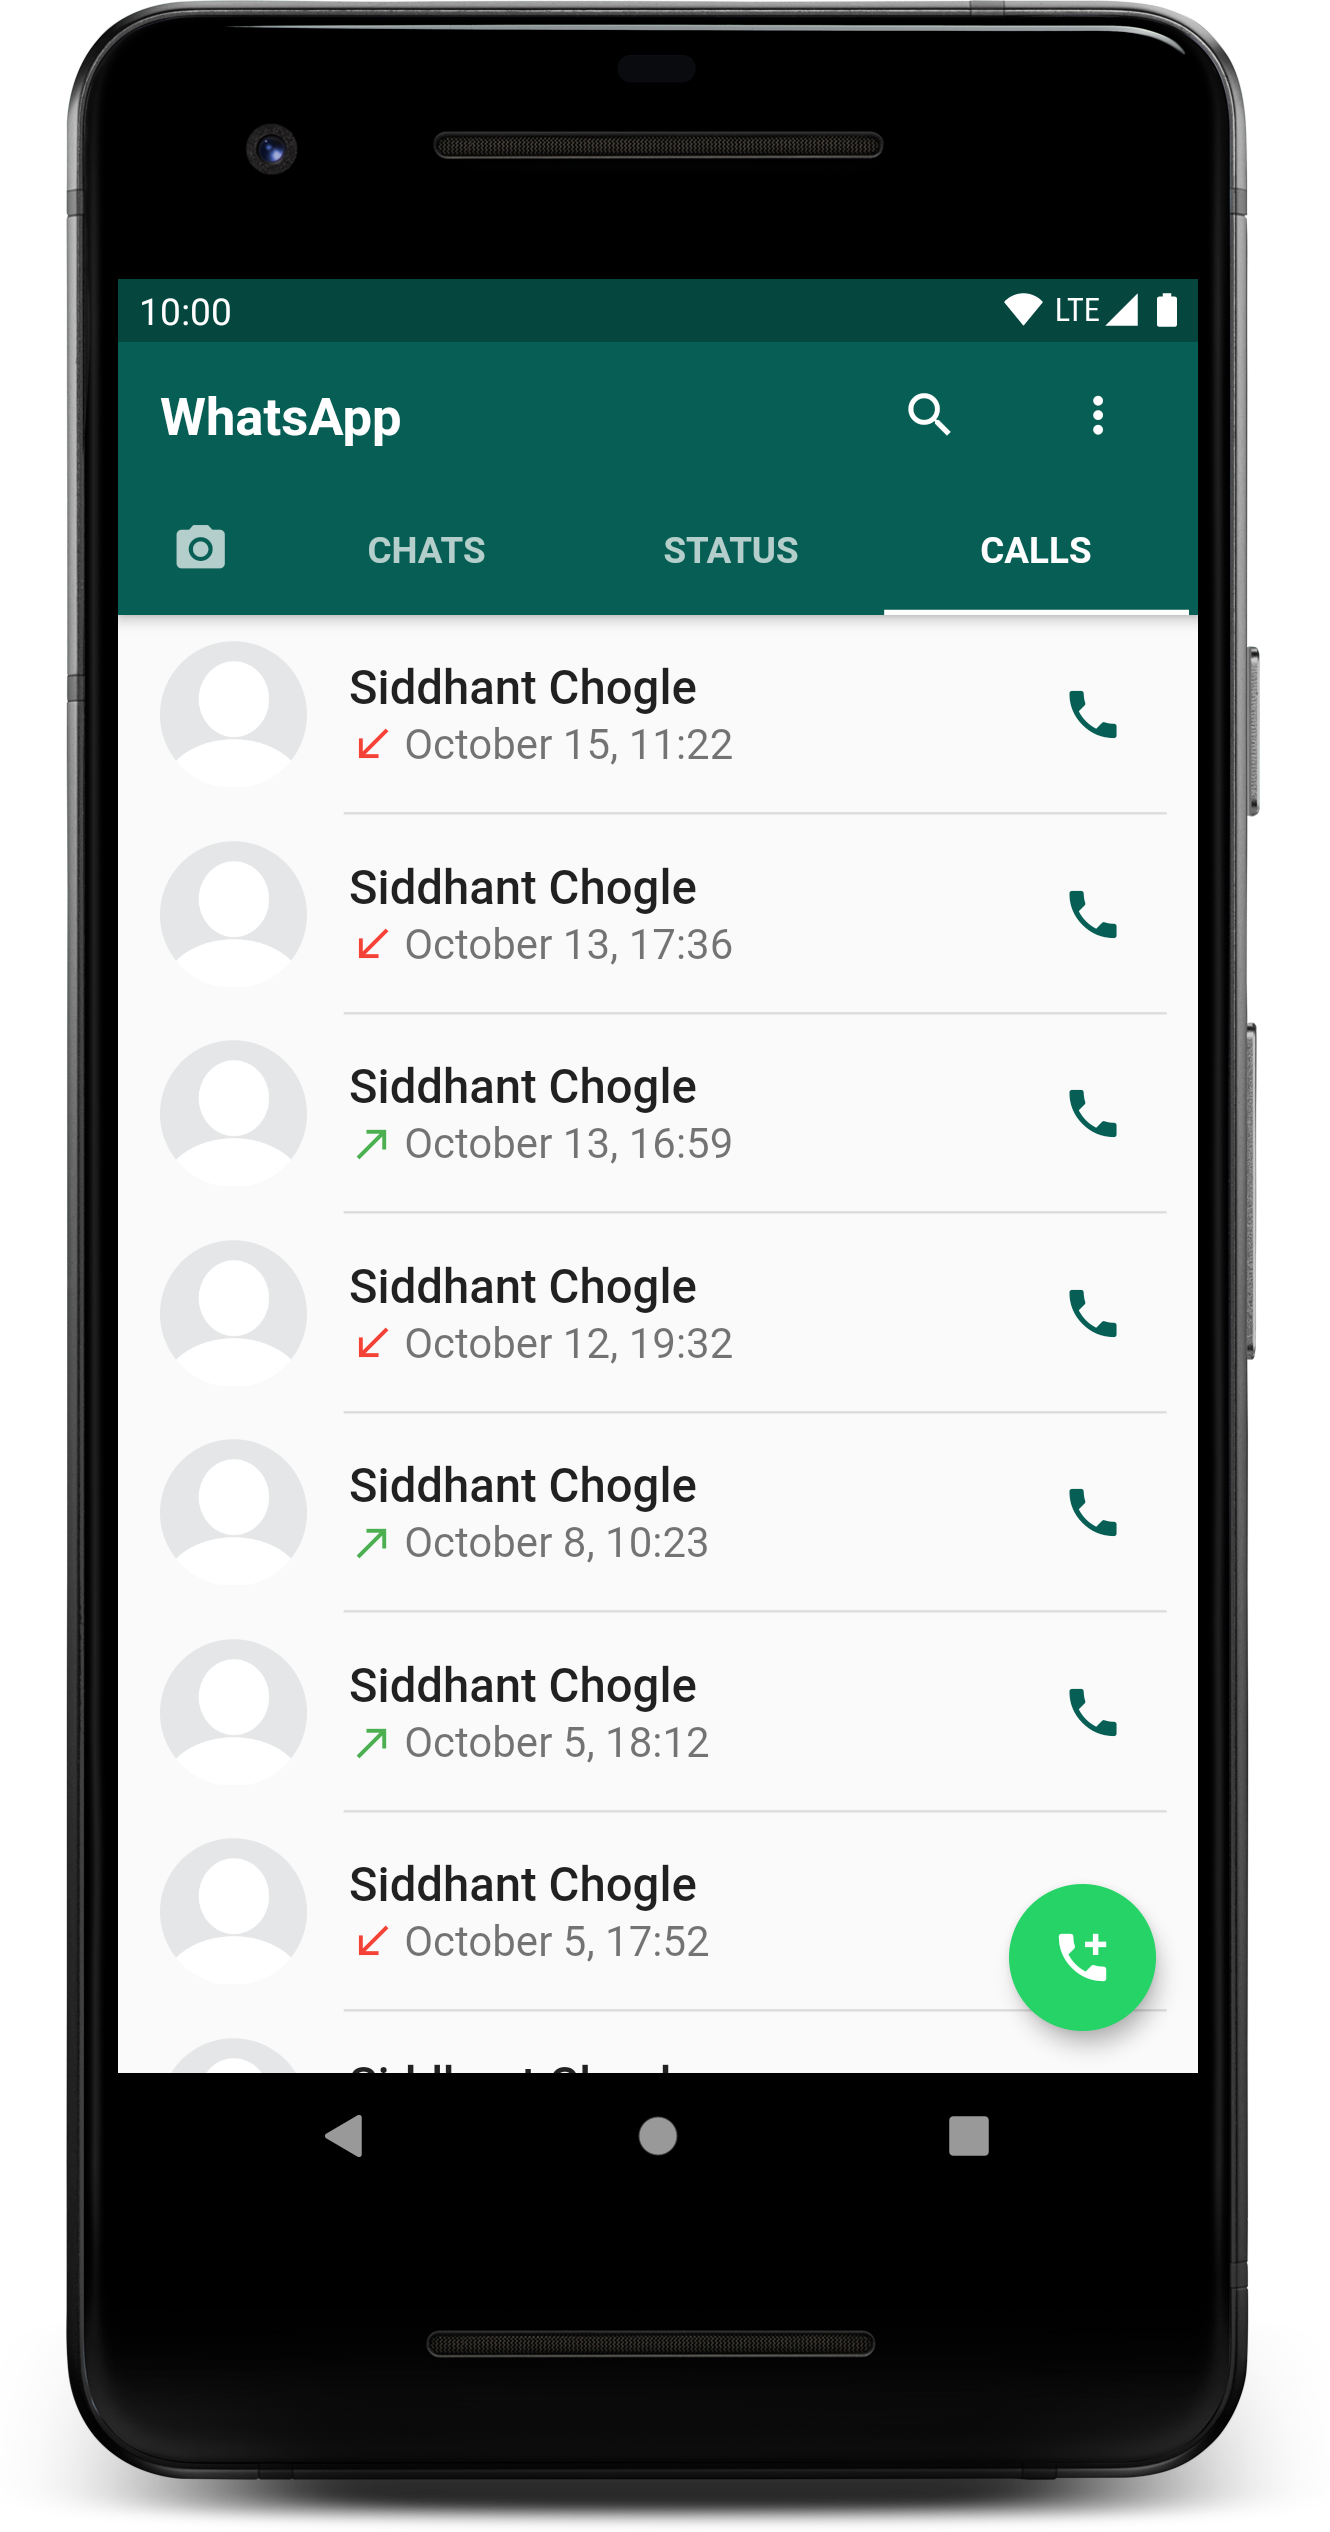 10:00 LTE
WhatsApp
CHATS STATUS CALLS
Siddhant Chogle
October 15, 11:22
Siddhant Chogle
October 13, 17:36
Siddhant Chogle
October 13, 16:59
Siddhant Chogle
October 12, 19:32
Siddhant Chogle
October 8, 10:23
Siddhant Chogle
October 5, 18:12
Siddhant Chogle
October 5, 17:52